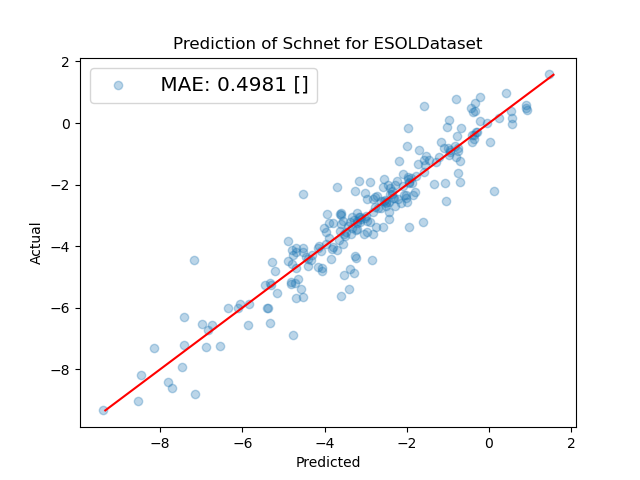 Prediction of Schnet for ESOLDataset
MAE: 0.4981 []
2
0
−2
−4
−6
−8
Actual
−8 −6 −4 −2 0 2
Predicted